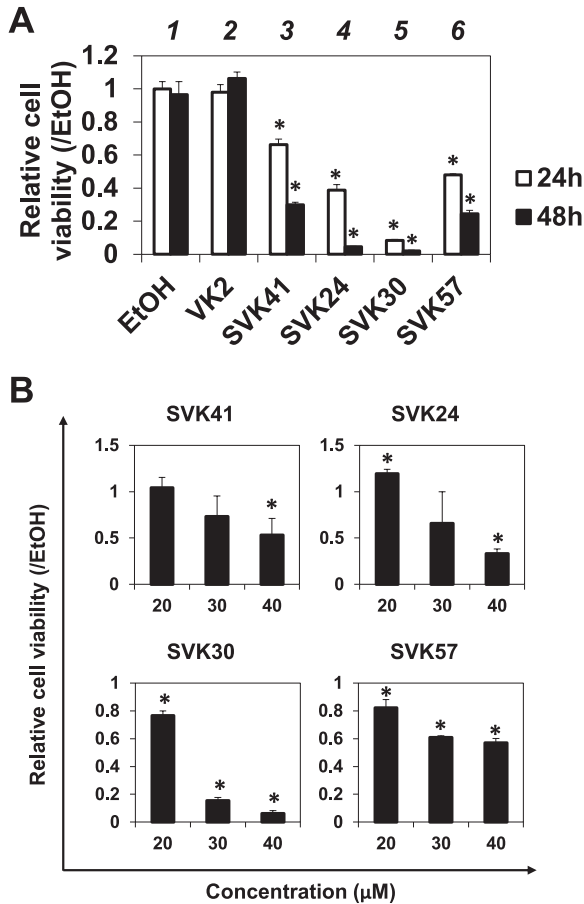 A
1 2 3 4 5 6
Relative cell
viability (/EtOH)
1.2
1
0.8
0.6
0.4
0.2
0
* * * * * * * *
24h
48h
EtOH VK2 SVK41 SVK24 SVK30 SVK57
B
Relative cell viability (/EtOH)
SVK41
1.5
1
0.5
0
*
20 30 40
SVK24
1.5
1
0.5
0
* *
20 30 40
SVK30
1
0.8
0.6
0.4
0.2
0
* * *
20 30 40
SVK57
1
0.8
0.6
0.4
0.2
0
* * *
20 30 40
Concentration (µM)